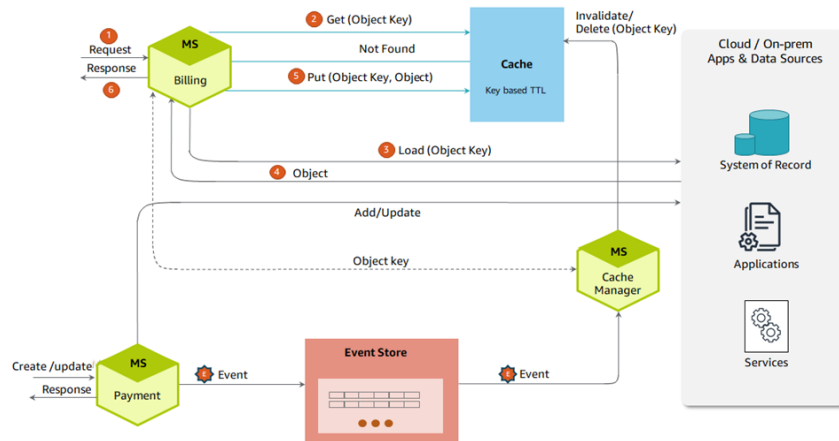 1
Request
Response
6
MS
Billing
2 Get (Object Key)
Not Found
5 Put (Object Key, Object)
Cache
Key based TTL
Invalidate/
Delete (Object Key)
Cloud / On-prem
Apps & Data Sources
3 Load (Object Key)
4 Object
System of Record
Add/Update
Applications
Object key
MS
Cache
Manager
Services
Create /update
Response
MS
Payment
E Event
Event Store
E Event